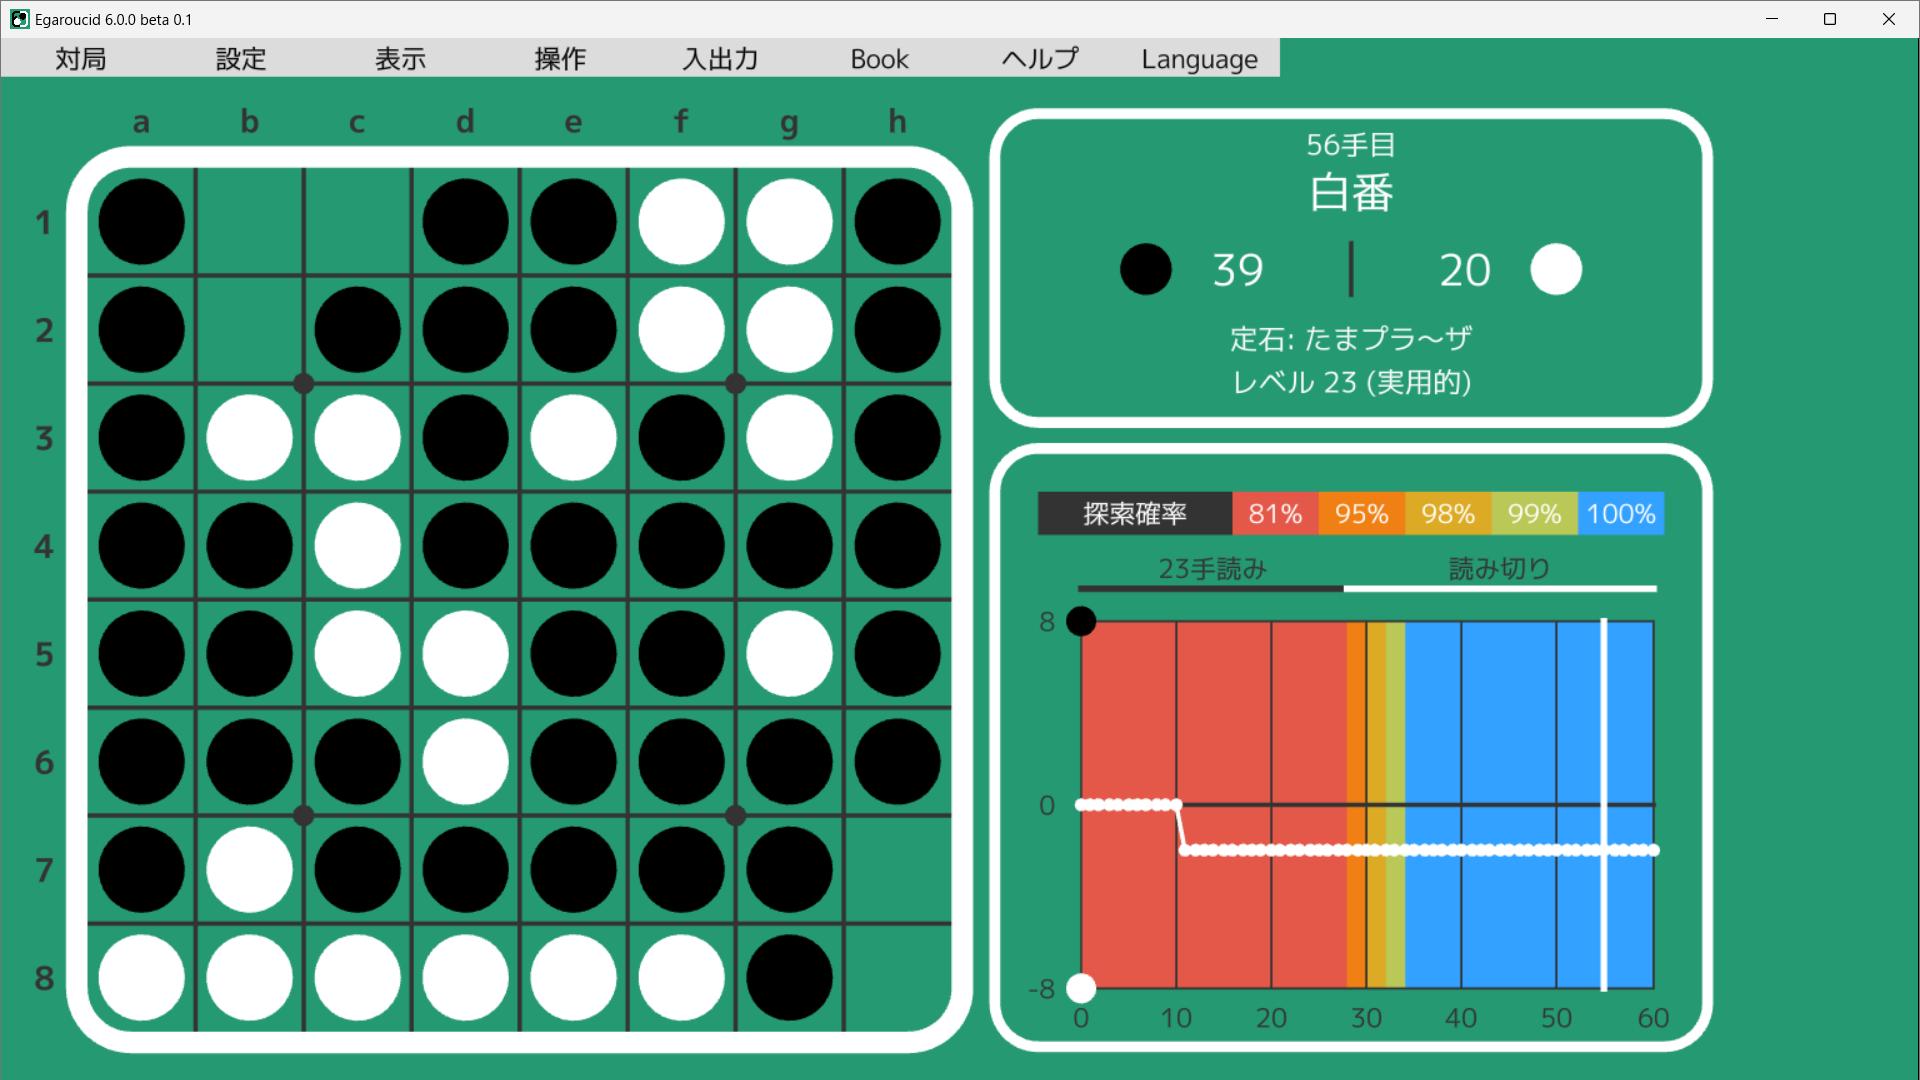 Egaroucid 6.0.0 beta 0.1
対局 設定 表示 操作 入出力 Book ヘルプ Language
a b c d e f g h
1
2
3
4
5
6
7
8
56手目
白番
39 20
定石: たまプラ～ザ
レベル 23 (実用的)
探索確率 81% 95% 98% 99% 100%
23手読み 読み切り
8
0
-8
0 10 20 30 40 50 60